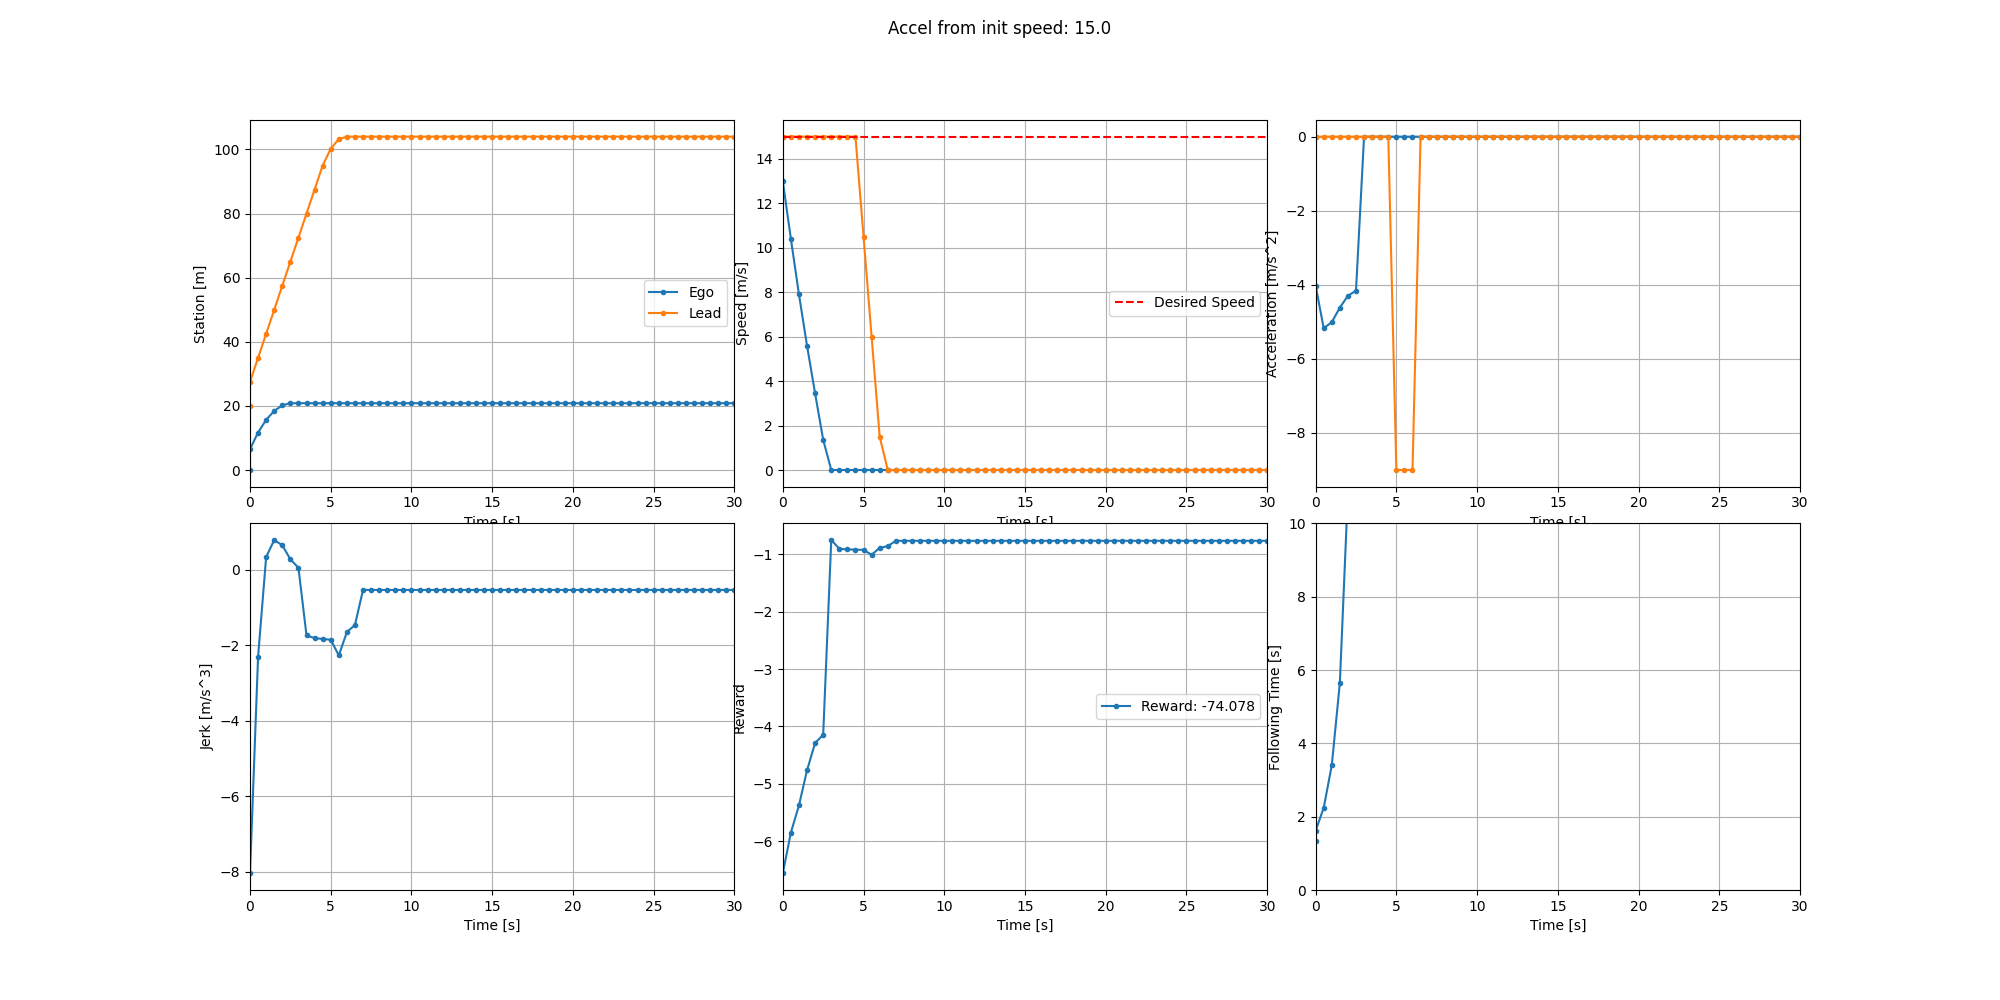 Accel from init speed: 15.0
Station [m]
100
80
60
40
20
0
Ego
Lead
0 5 10 15 20 25 30
Time [s]
Speed [m/s]
14
12
10
8
6
4
2
0
Desired Speed
0 5 10 15 20 25 30
Time [s]
Acceleration [m/s^2]
0
−2
−4
−6
−8
0 5 10 15 20 25 30
Time [s]
Jerk [m/s^3]
0
−2
−4
−6
−8
0 5 10 15 20 25 30
Time [s]
Reward
−1
−2
−3
−4
−5
−6
Reward: -74.078
0 5 10 15 20 25 30
Time [s]
Following Time [s]
10
8
6
4
2
0
0 5 10 15 20 25 30
Time [s]